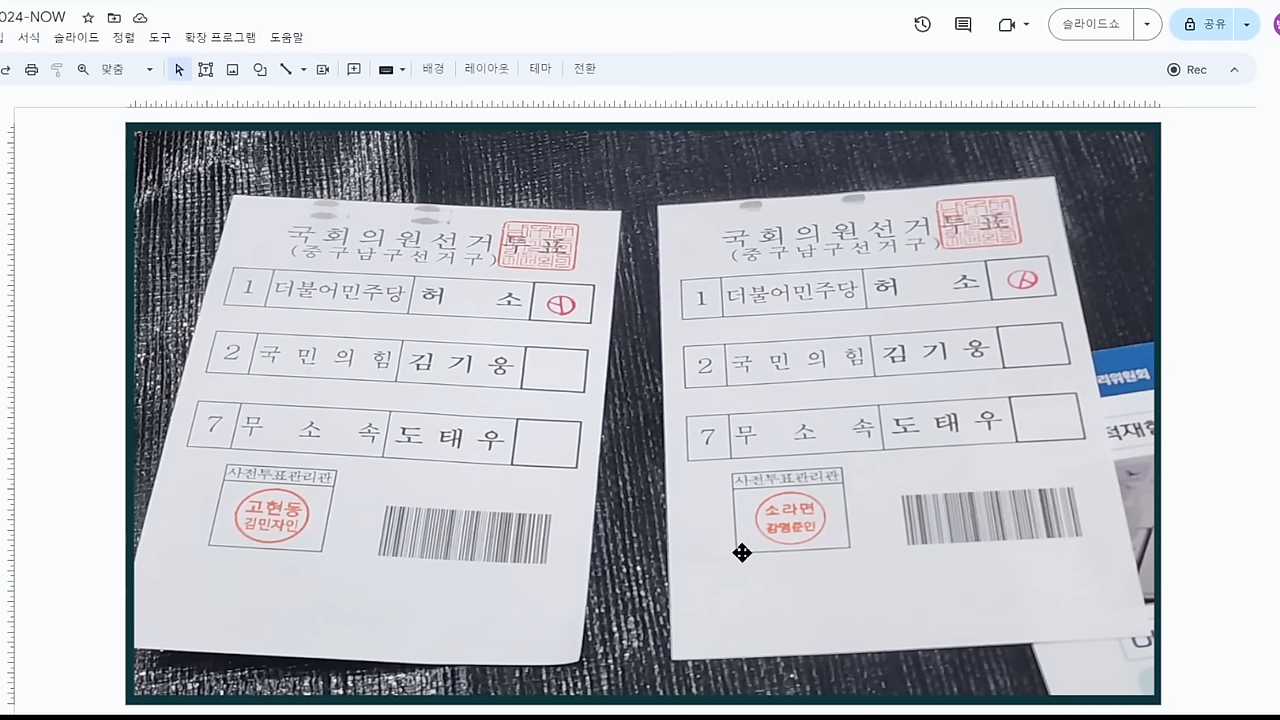 024-NOW
서식 슬라이드 정렬 도구 확장 프로그램 도움말
슬라이드쇼
공유
맞춤
배경 레이아웃 테마 전환
Rec
국회의원선거투표
(중구남구선거구)
1 더불어민주당 허 소
2 국민의힘 김기웅
7 무소속 도태우
사전투표관리관
고현동
김민자인
국회의원선거투표
(중구남구선거구)
1 더불어민주당 허 소
2 국민의힘 김기웅
7 무소속 도태우
사전투표관리관
소라면
리위원회